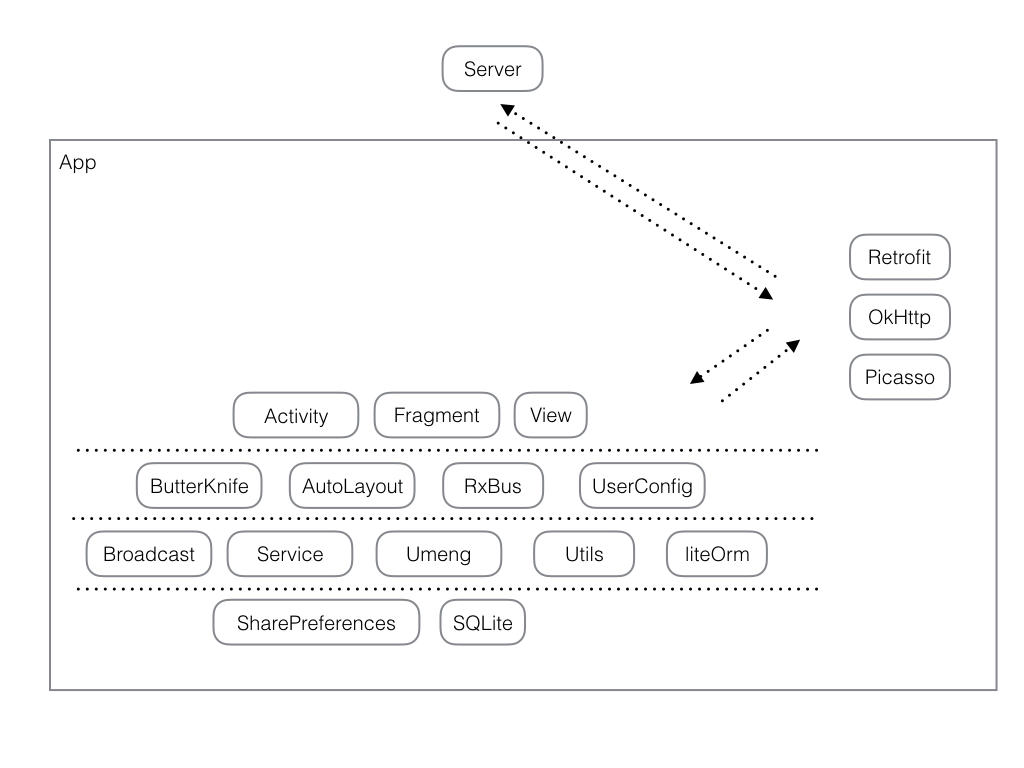 Server
App
Retrofit
OkHttp
Picasso
Activity Fragment View
ButterKnife AutoLayout RxBus UserConfig
Broadcast Service Umeng Utils liteOrm
SharePreferences SQLite